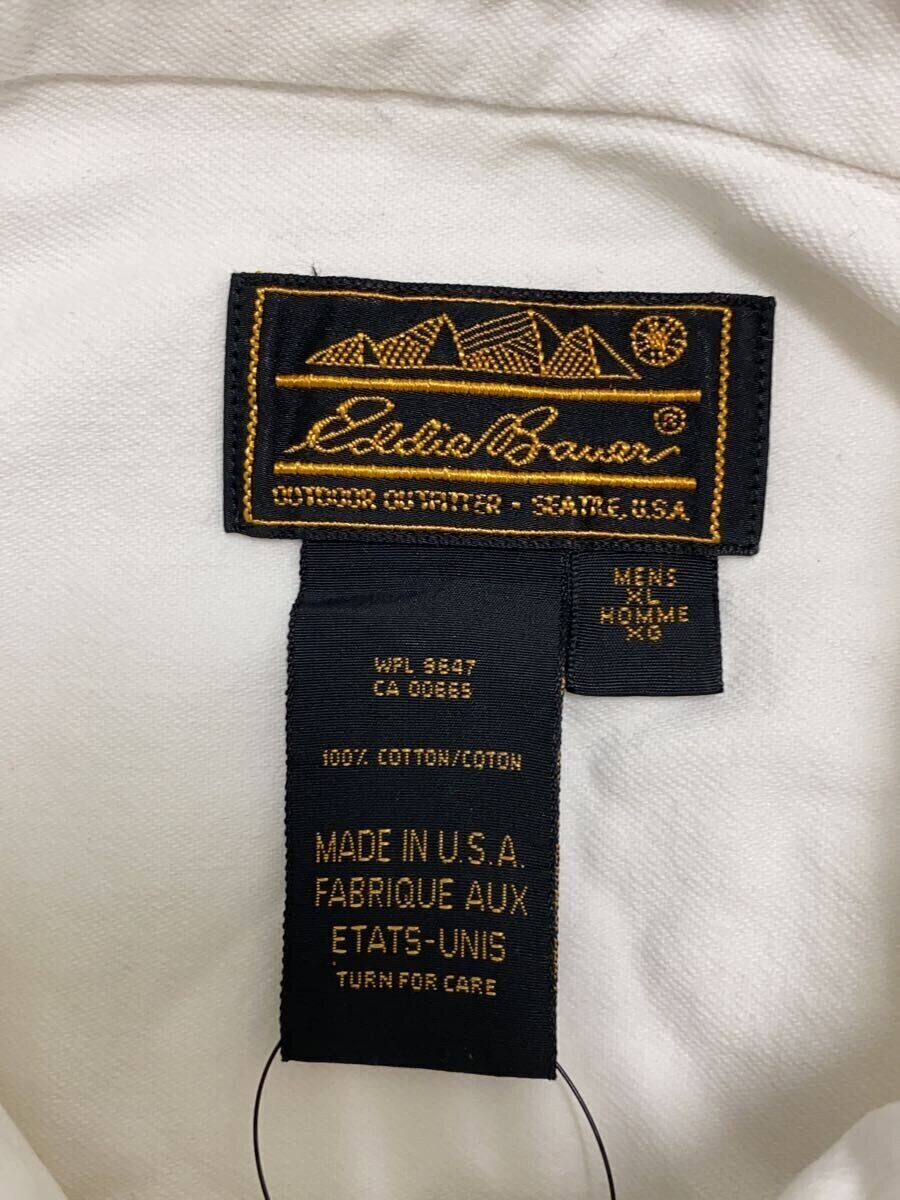 Eddie Bauer®
OUTDOOR OUTFITTER - SEATTLE, U.S.A.
MENS
XL
HOMME
XG
WPL 9647
CA 00885
100% COTTON/COTON
MADE IN U.S.A.
FABRIQUE AUX
ETATS-UNIS
TURN FOR CARE